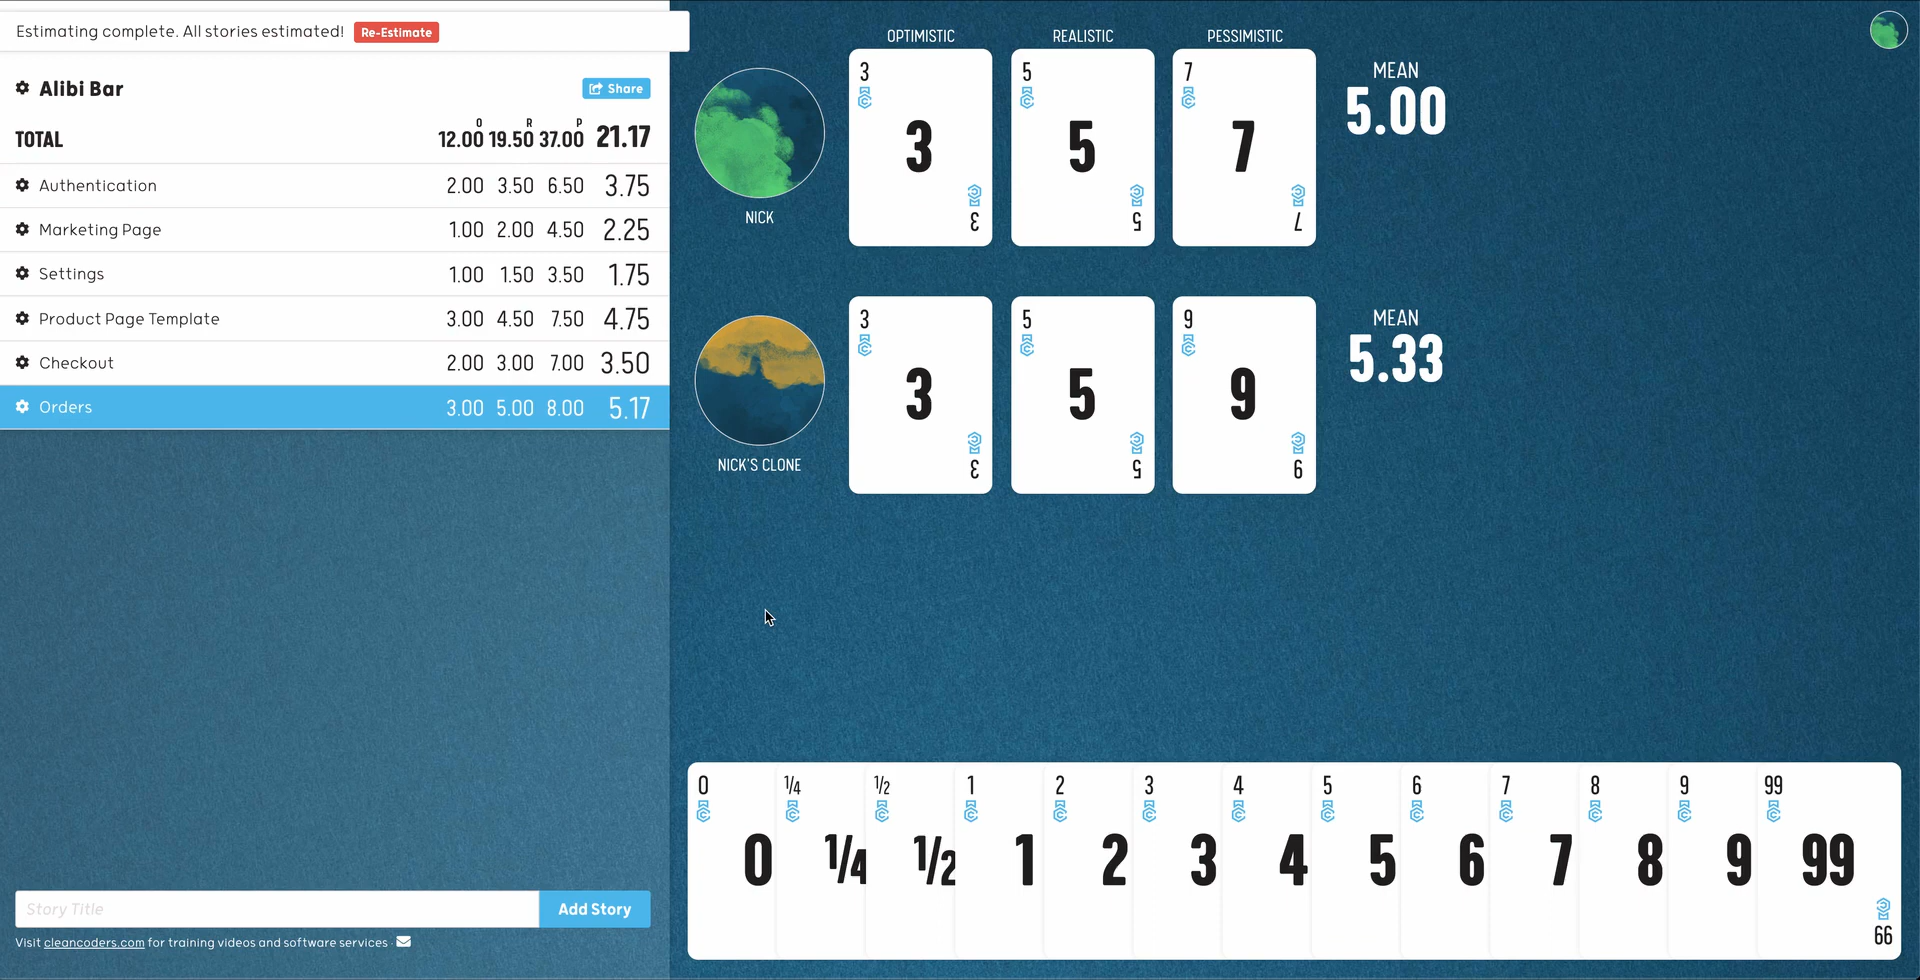 Estimating complete. All stories estimated! Re-Estimate
Alibi Bar Share
O R P
TOTAL 12.00 19.50 37.00 21.17
Authentication 2.00 3.50 6.50 3.75
Marketing Page 1.00 2.00 4.50 2.25
Settings 1.00 1.50 3.50 1.75
Product Page Template 3.00 4.50 7.50 4.75
Checkout 2.00 3.00 7.00 3.50
Orders 3.00 5.00 8.00 5.17
Story Title Add Story
Visit cleancoders.com for training videos and software services ·
OPTIMISTIC REALISTIC PESSIMISTIC
3 5 7
MEAN
5.00
3 5 7
3 5 7
NICK
3 5 9
MEAN
5.33
3 5 9
3 5 9
NICK'S CLONE
0 1/4 1/2 1 2 3 4 5 6 7 8 9 99
0 1/4 1/2 1 2 3 4 5 6 7 8 9 99
99